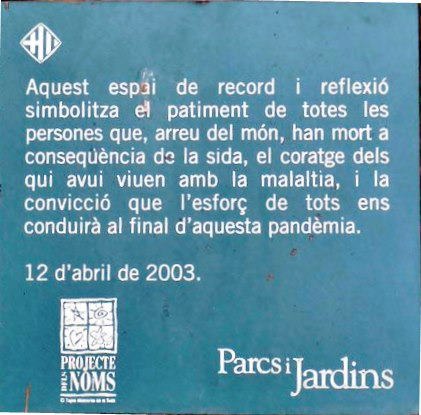 Aquest espai de record i reflexió
simbolitza el patiment de totes les
persones que, arreu del món, han mort a
conseqüència de la sida, el coratge dels
qui avui viuen amb la malaltia, i la
convicció que l'esforç de tots ens
conduirà al final d'aquesta pandèmia.
12 d'abril de 2003.
PROJECTE
DELS NOMS
Parcs i Jardins